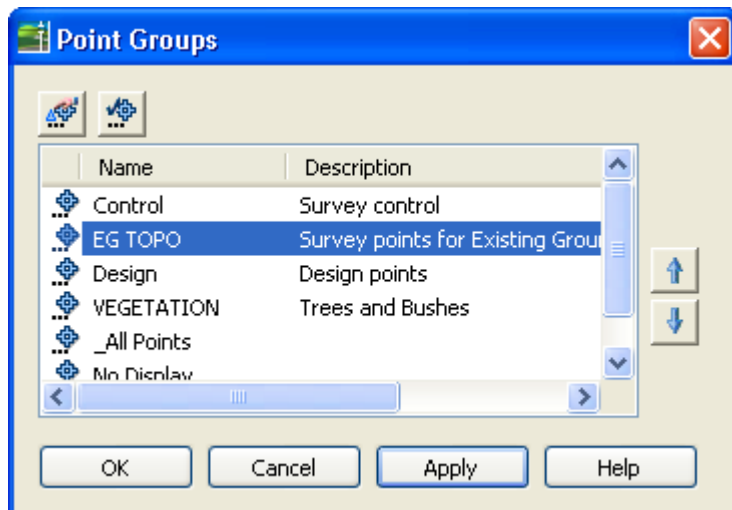 Point Groups
Name Description
Control Survey control
EG TOPO Survey points for Existing
Design Design points
VEGETATION Trees and Bushes
_All Points
No Display
OK Cancel Apply Help